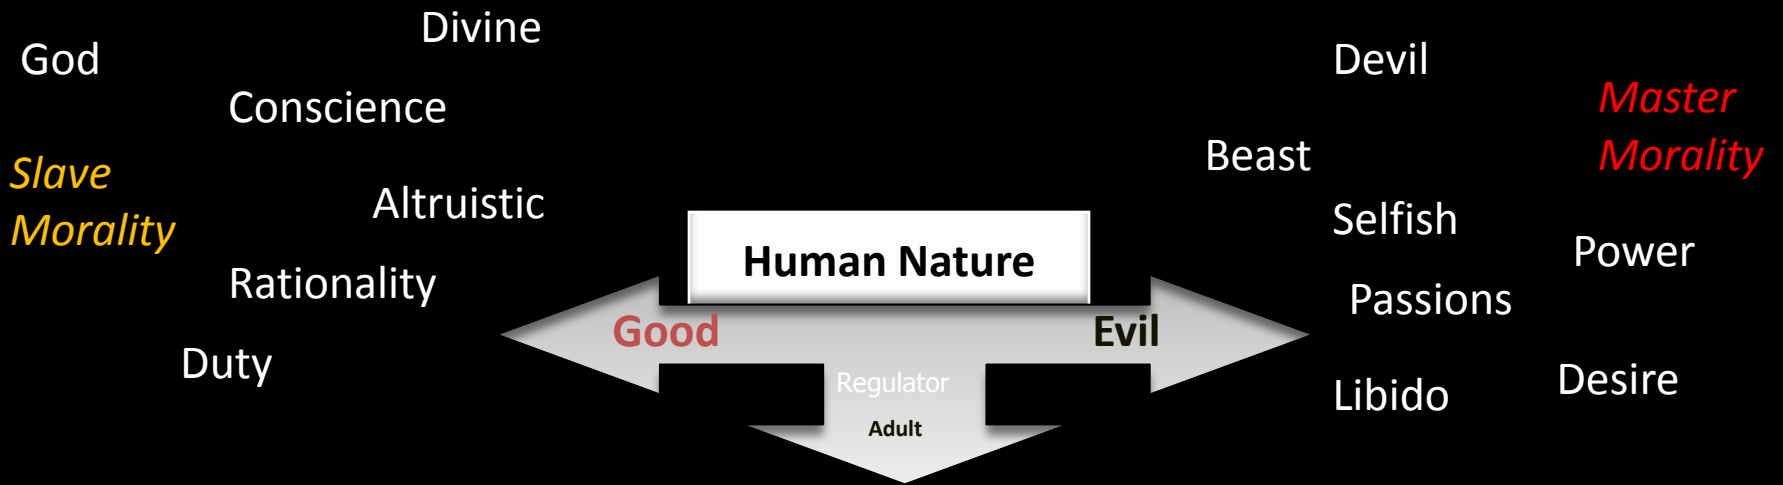 Divine
God
Conscience
Slave
Morality
Altruistic
Rationality
Duty
Human Nature
Good
Evil
Regulator
Adult
Devil
Master
Morality
Beast
Selfish
Power
Passions
Desire
Libido